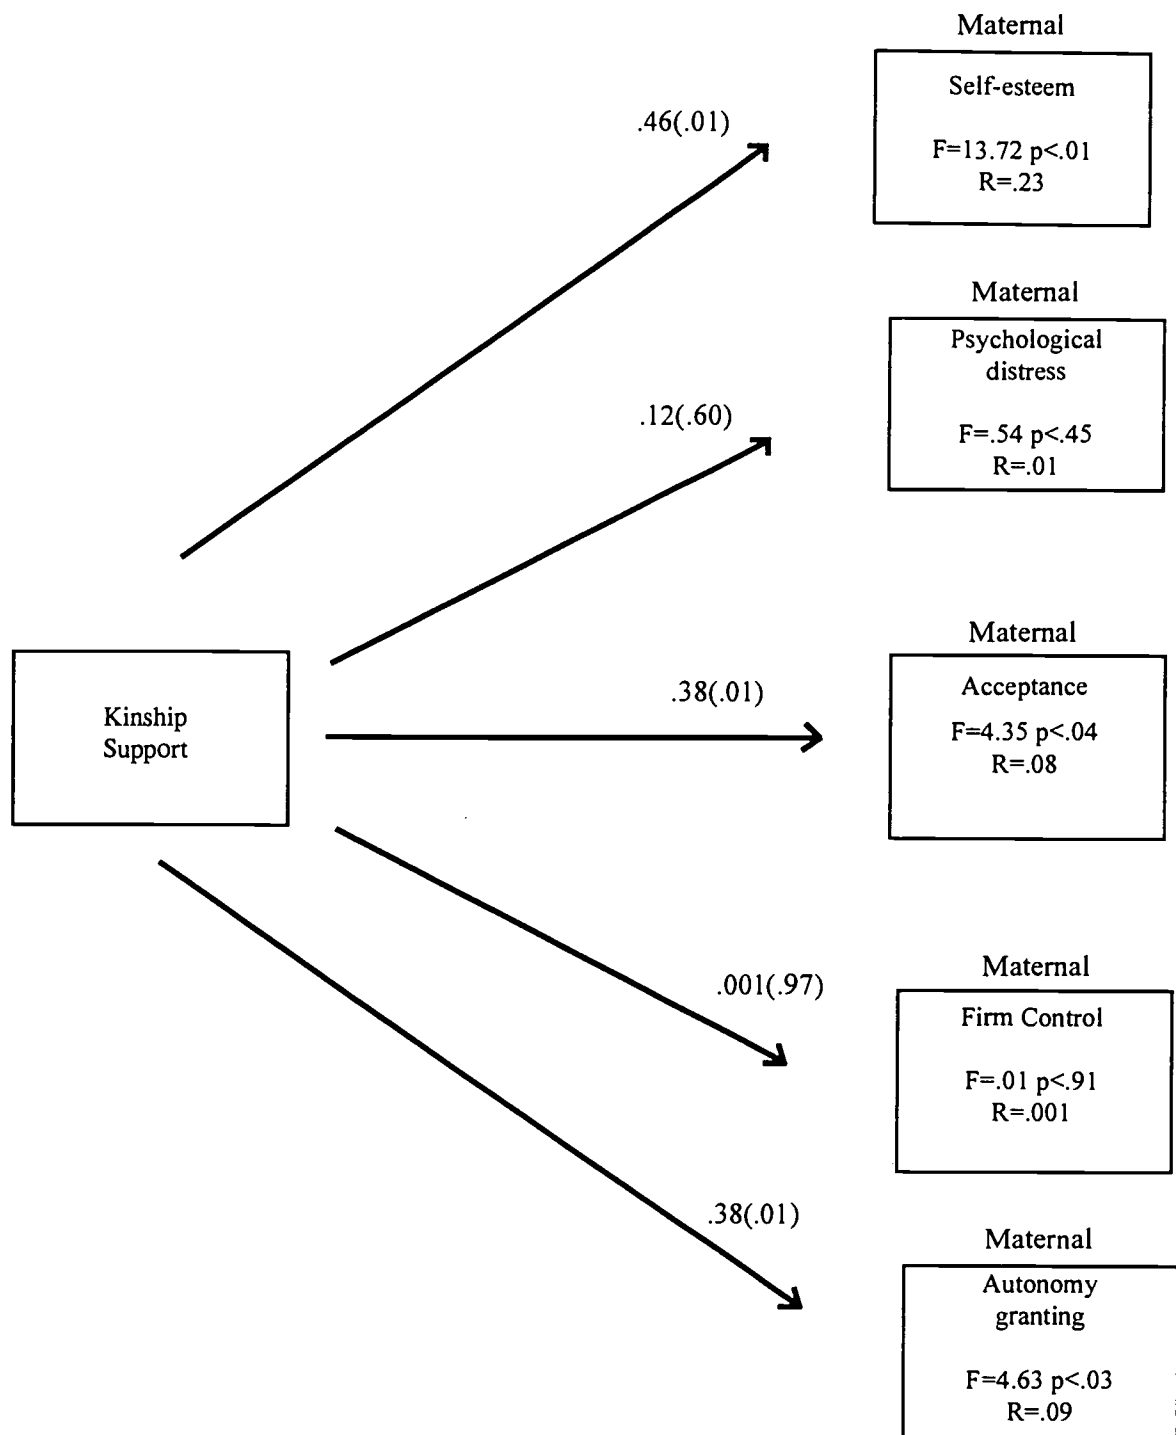 Maternal
Self-esteem
F=13.72 p<.01
R=.23
.46(.01)
Maternal
Psychological
distress
F=.54 p<.45
R=.01
.12(.60)
Maternal
Acceptance
F=4.35 p<.04
R=.08
.38(.01)
Kinship
Support
Maternal
Firm Control
F=.01 p<.91
R=.001
.001(.97)
Maternal
Autonomy
granting
F=4.63 p<.03
R=.09
.38(.01)